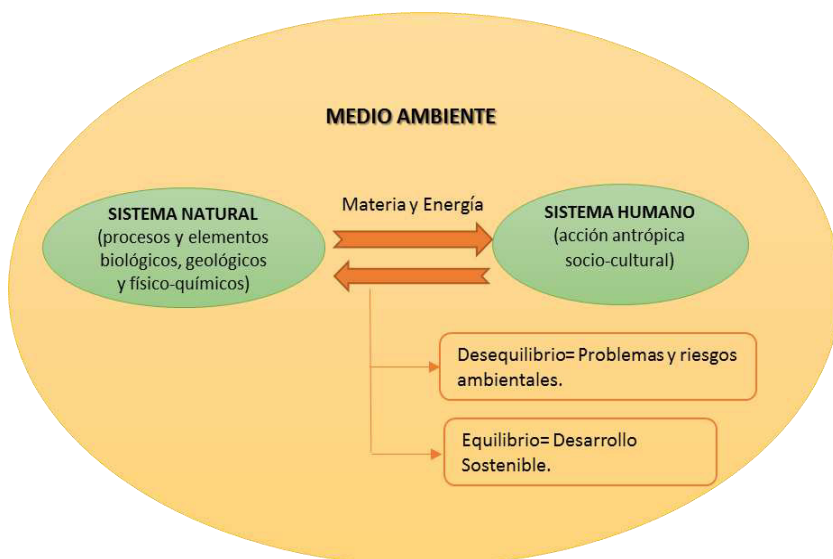 MEDIO AMBIENTE
SISTEMA NATURAL
(procesos y elementos
biológicos, geológicos
y físico-químicos)
Materia y Energía
SISTEMA HUMANO
(acción antrópica
socio-cultural)
Desequilibrio= Problemas y riesgos
ambientales.
Equilibrio= Desarrollo
Sostenible.